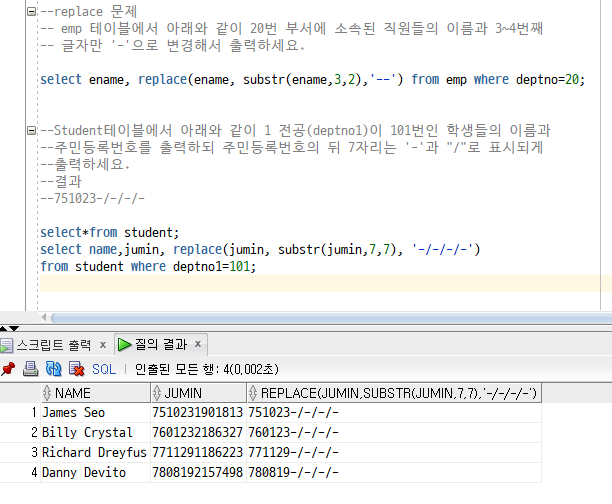 --replace 문제
-- emp 테이블에서 아래와 같이 20번 부서에 소속된 직원들의 이름과 3~4번째
-- 글자만 '-'으로 변경해서 출력하세요.
select ename, replace(ename, substr(ename,3,2),'--') from emp where deptno=20;
--Student테이블에서 아래와 같이 1 전공(deptno1)이 101번인 학생들의 이름과
--주민등록번호를 출력하되 주민등록번호의 뒤 7자리는 '-'과 "/"로 표시되게
--출력하세요.
--결과
--751023-/-/-/-
select*from student;
select name,jumin, replace(jumin, substr(jumin,7,7), '-/-/-/-')
from student where deptno1=101;
스크립트 출력 x 질의 결과 x
SQL | 인출된 모든 행: 4(0,002초)
NAME JUMIN REPLACE(JUMIN,SUBSTR(JUMIN,7,7),'-/-/-/-')
1 James Seo 7510231901813 751023-/-/-/-
2 Billy Crystal 7601232186327 760123-/-/-/-
3 Richard Dreyfus 7711291186223 771129-/-/-/-
4 Danny Devito 7808192157498 780819-/-/-/-